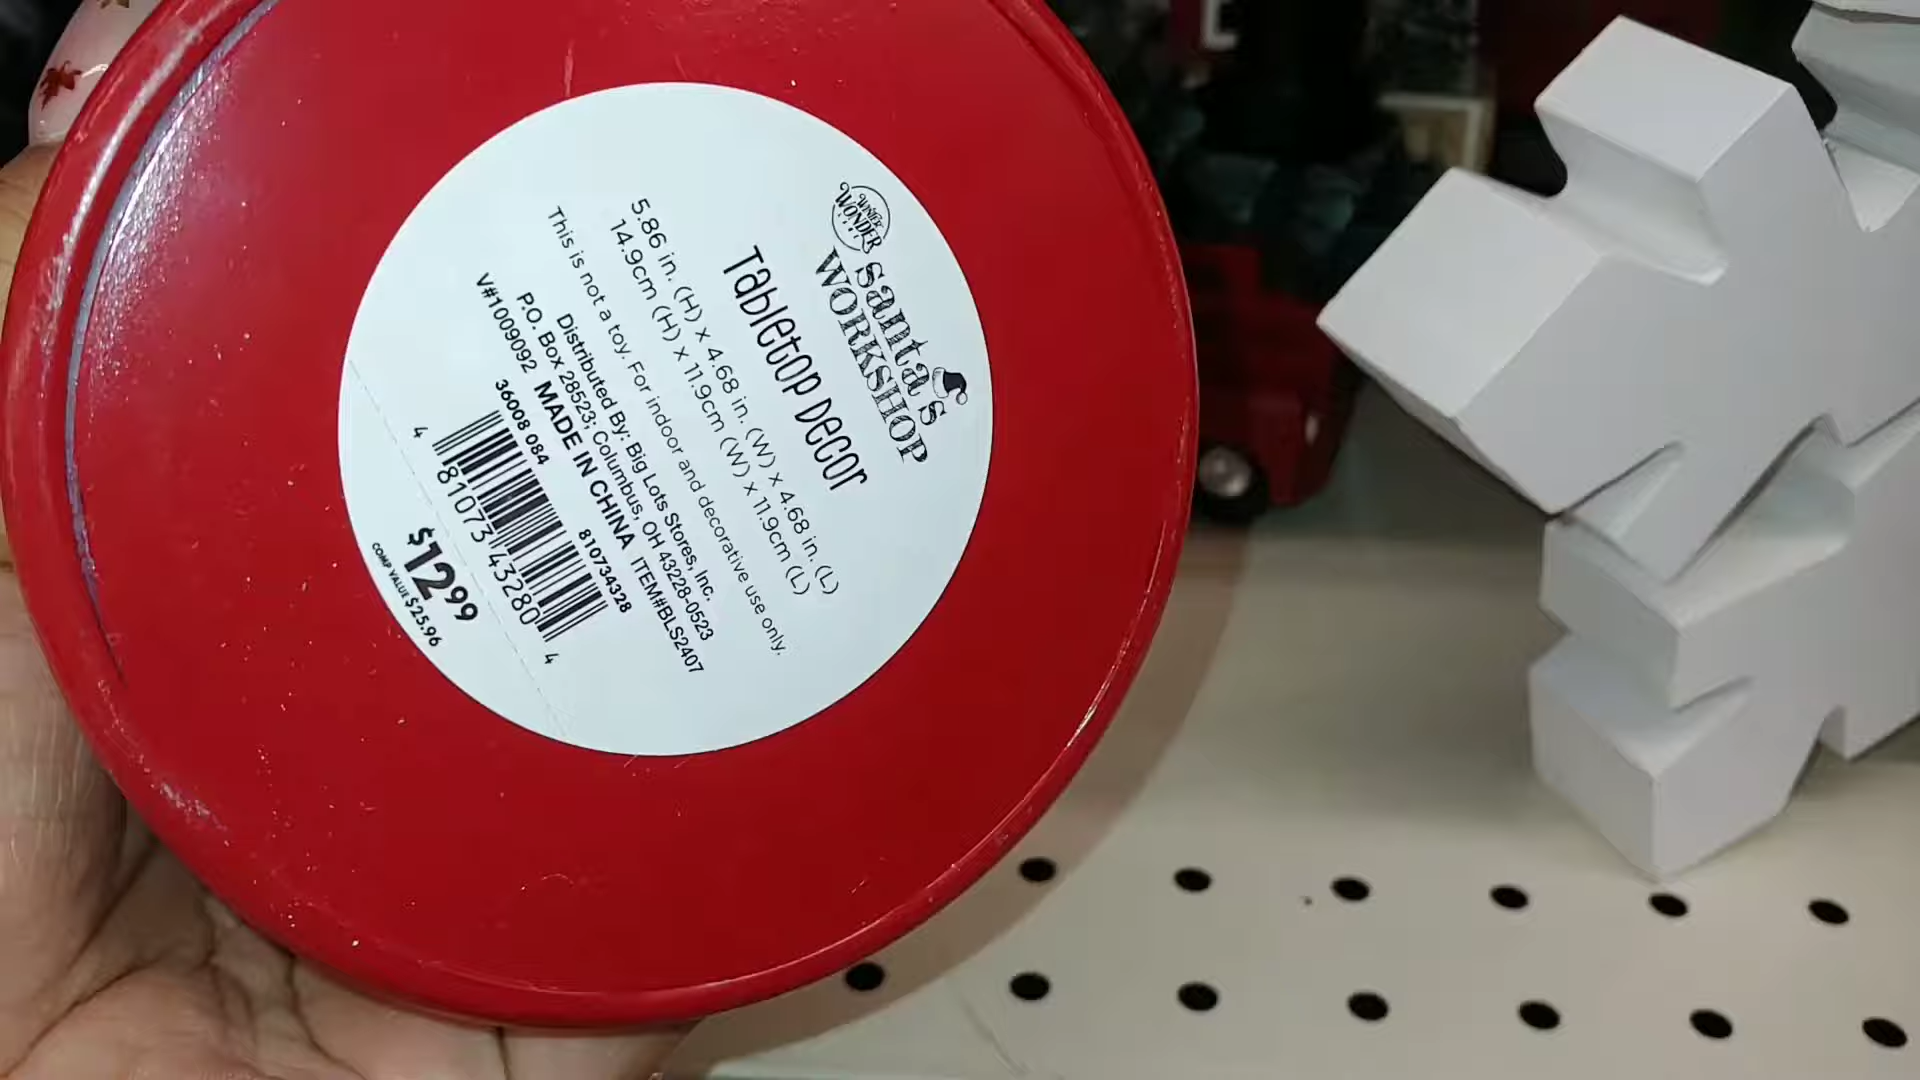 WINTER
WONDER
Santa's
WORKSHOP
Tabletop Decor
5.86 in. (H) x 4.68 in. (W) x 4.68 in. (L)
14.9cm (H) x 11.9cm (W) x 11.9cm (L)
This is not a toy. For indoor and decorative use only.
Distributed By: Big Lots Stores, Inc.
P.O. Box 28523; Columbus, OH 43228-0523
V#1009092 MADE IN CHINA ITEM#BLS2407
36008 084 810734328
4 81073 43280 4
$12.99
COMP VALUE $25.96